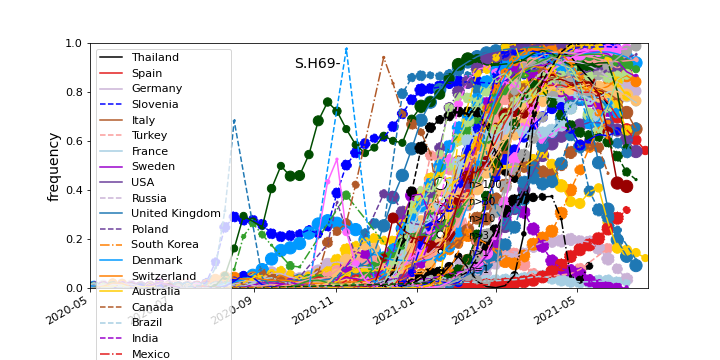 1.0
0.8
0.6
0.4
0.2
0.0
frequency
S.H69-
Thailand
Spain
Germany
Slovenia
Italy
Turkey
France
Sweden
USA
Russia
United Kingdom
Poland
South Korea
Denmark
Switzerland
Australia
Canada
Brazil
India
Mexico
n>100
n>10
n=1
2020-05
2020-09
2020-11
2021-01
2021-03
2021-05